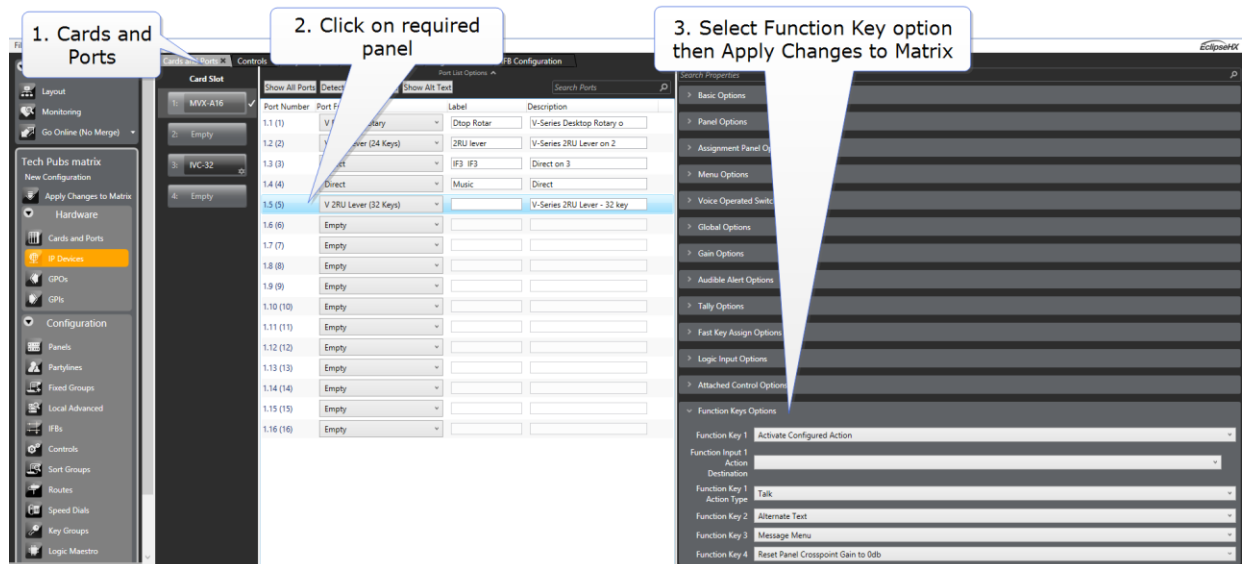 1. Cards and
Ports
2. Click on required
panel
3. Select Function Key option
then Apply Changes to Matrix
EclipseHX
Layout
Monitoring
Go Online (No Merge)
Tech Pubs matrix
New Configuration
Apply Changes to Matrix
Hardware
Cards and Ports
IP Devices
GPOs
GPIs
Configuration
Panels
Partylines
Fixed Groups
Local Advanced
IFBs
Controls
Sort Groups
Routes
Speed Dials
Key Groups
Logic Maestro
Cards and Ports
Card Slot
1: MVX-A16
2: Empty
3: IVC-32
4: Empty
IFB Configuration
Port List Options
Show All Ports
Show Alt Text
Search Ports
Port Number Label Description
1.1 (1) Dtop Rotar V-Series Desktop Rotary o
1.2 (2) (24 Keys) 2RU lever V-Series 2RU Lever on 2
1.3 (3) IF3 IF3 Direct on 3
1.4 (4) Direct Music Direct
1.5 (5) V 2RU Lever (32 Keys) V-Series 2RU Lever - 32 key
1.6 (6) Empty
1.7 (7) Empty
1.8 (8) Empty
1.9 (9) Empty
1.10 (10) Empty
1.11 (11) Empty
1.12 (12) Empty
1.13 (13) Empty
1.14 (14) Empty
1.15 (15) Empty
1.16 (16) Empty
Search Properties
Basic Options
Panel Options
Assignment Panel
Menu Options
Voice Operated
Global Options
Gain Options
Audible Alert Options
Tally Options
Fast Key Assign Options
Logic Input Options
Attached Control Options
Function Keys Options
Function Key 1 Activate Configured Action
Function Input 1
Action
Destination
Function Key 1
Action Type Talk
Function Key 2 Alternate Text
Function Key 3 Message Menu
Function Key 4 Reset Panel Crosspoint Gain to 0db